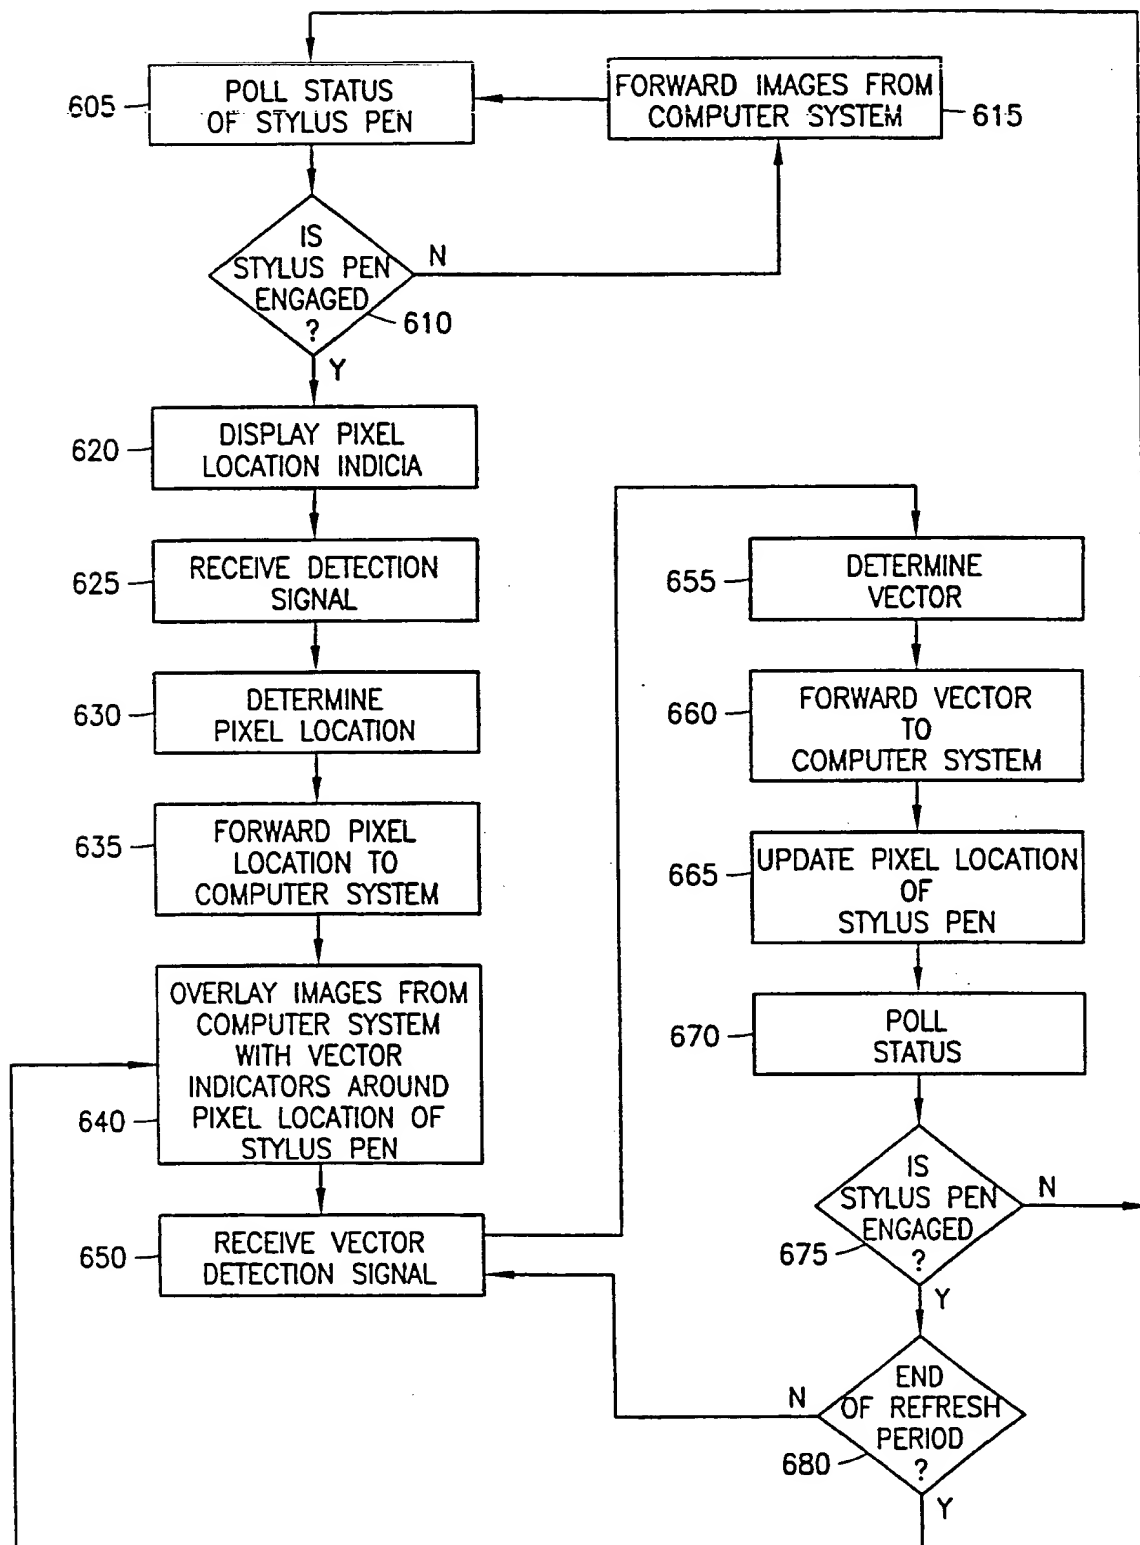 605
POLL STATUS
OF STYLUS PEN
FORWARD IMAGES FROM
COMPUTER SYSTEM
615
IS
STYLUS PEN
ENGAGED
?
N
610
Y
620
DISPLAY PIXEL
LOCATION INDICIA
625
RECEIVE DETECTION
SIGNAL
630
DETERMINE
PIXEL LOCATION
635
FORWARD PIXEL
LOCATION TO
COMPUTER SYSTEM
640
OVERLAY IMAGES FROM
COMPUTER SYSTEM
WITH VECTOR
INDICATORS AROUND
PIXEL LOCATION OF
STYLUS PEN
650
RECEIVE VECTOR
DETECTION SIGNAL
655
DETERMINE
VECTOR
660
FORWARD VECTOR
TO
COMPUTER SYSTEM
665
UPDATE PIXEL LOCATION
OF
STYLUS PEN
670
POLL
STATUS
IS
STYLUS PEN
ENGAGED
?
N
675
Y
END
OF REFRESH
PERIOD
?
N
680
Y